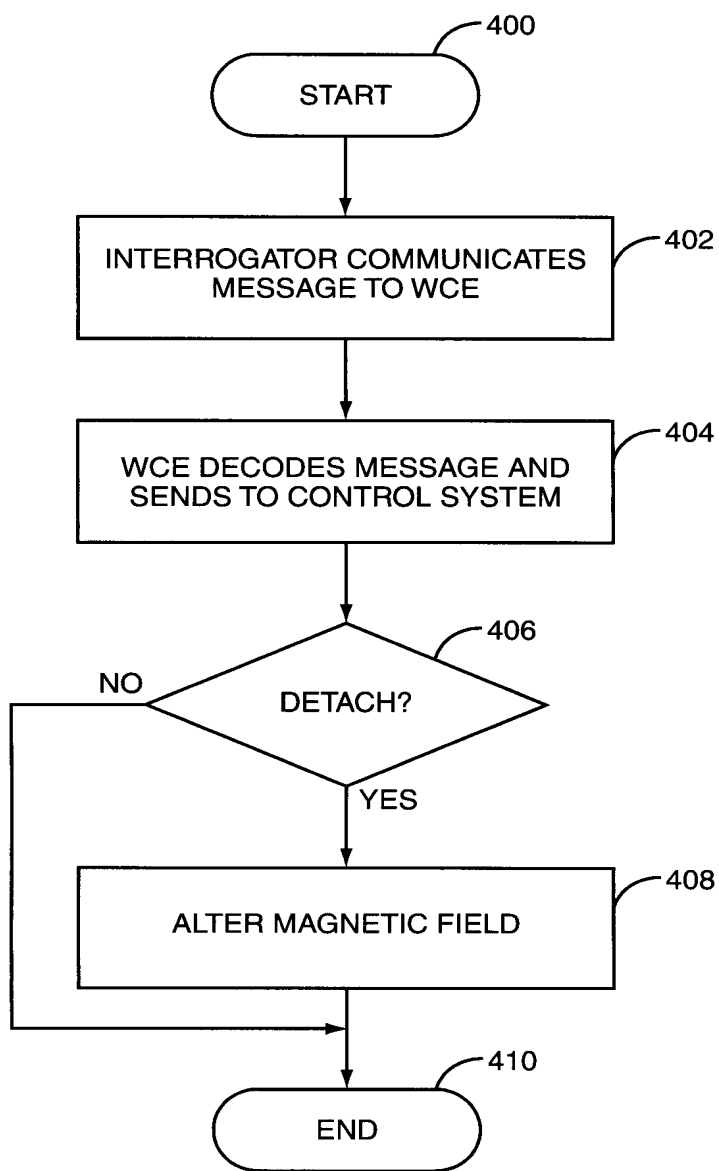 400
START
402
INTERROGATOR COMMUNICATES
MESSAGE TO WCE
404
WCE DECODES MESSAGE AND
SENDS TO CONTROL SYSTEM
406
NO
DETACH?
YES
408
ALTER MAGNETIC FIELD
410
END